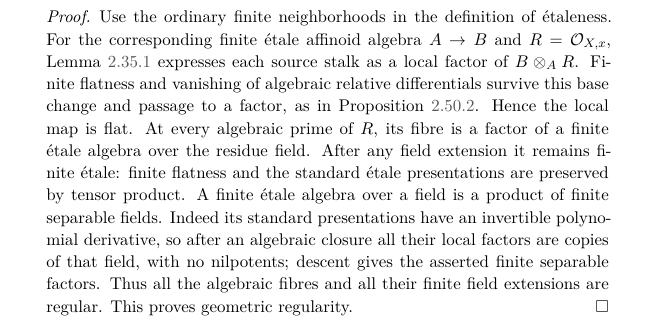 Proof. Use the ordinary finite neighborhoods in the definition of étaleness.
For the corresponding finite étale affinoid algebra A → B and R = 𝒪_{X,x},
Lemma 2.35.1 expresses each source stalk as a local factor of B ⊗_A R. Fi-
nite flatness and vanishing of algebraic relative differentials survive this base
change and passage to a factor, as in Proposition 2.50.2. Hence the local
map is flat. At every algebraic prime of R, its fibre is a factor of a finite
étale algebra over the residue field. After any field extension it remains fi-
nite étale: finite flatness and the standard étale presentations are preserved
by tensor product. A finite étale algebra over a field is a product of finite
separable fields. Indeed its standard presentations have an invertible polyno-
mial derivative, so after an algebraic closure all their local factors are copies
of that field, with no nilpotents; descent gives the asserted finite separable
factors. Thus all the algebraic fibres and all their finite field extensions are
regular. This proves geometric regularity. □